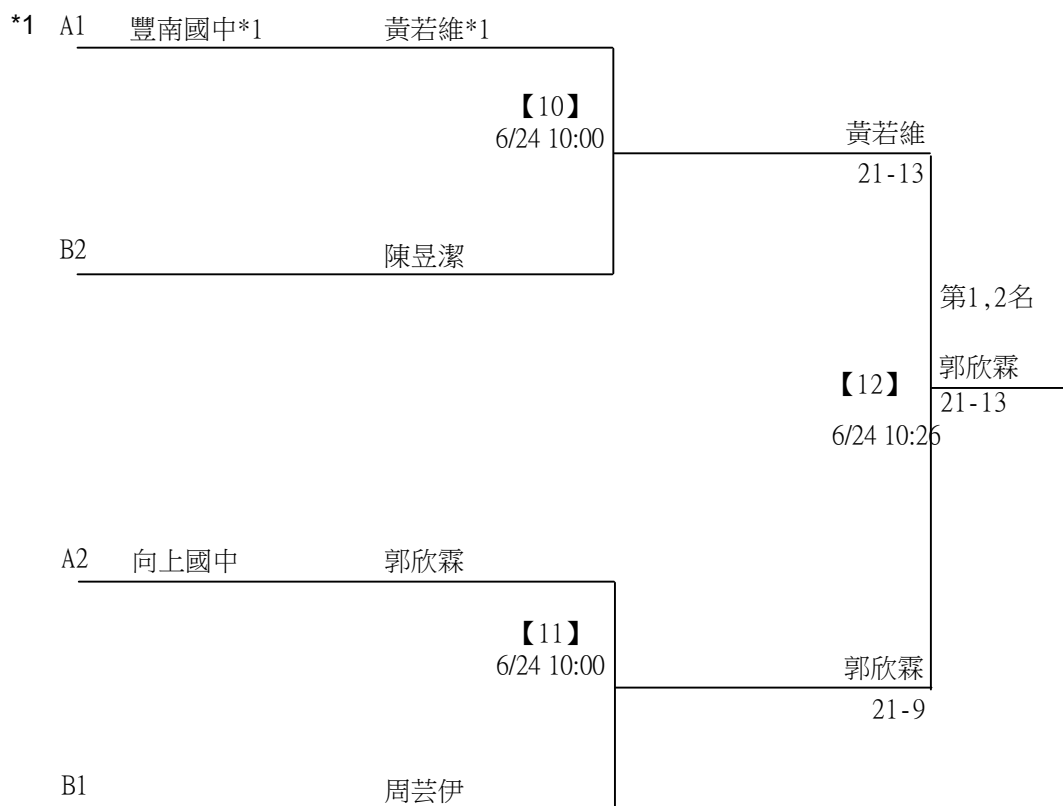 *1 A1 豐南國中*1 黃若維*1
【10】
6/24 10:00
黃若維
21-13
B2 陳昱潔
第1,2名
郭欣霖
【12】
21-13
6/24 10:26
A2 向上國中 郭欣霖
【11】
6/24 10:00
郭欣霖
21-9
B1 周芸伊